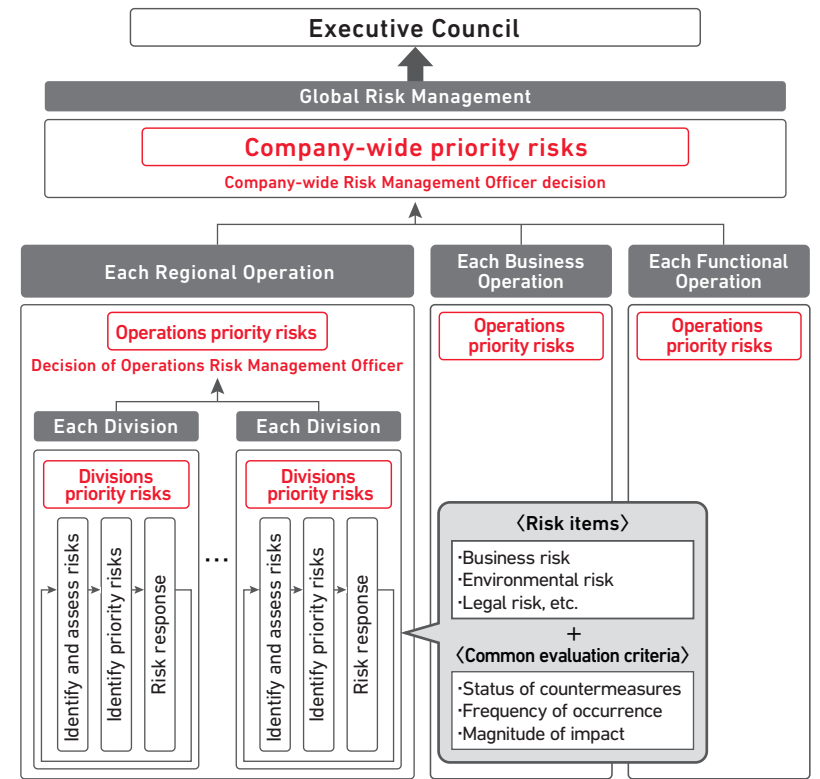 Executive Council
Global Risk Management
Company-wide priority risks
Company-wide Risk Management Officer decision
Each Regional Operation
Operations priority risks
Decision of Operations Risk Management Officer
Each Division
Divisions
priority risks
Identify and assess risks
Identify priority risks
Risk response
...
Each Division
Divisions
priority risks
Identify and assess risks
Identify priority risks
Risk response
Each Business
Operation
Operations
priority risks
Each Functional
Operation
Operations
priority risks
〈Risk items〉
·Business risk
·Environmental risk
·Legal risk, etc.
+
〈Common evaluation criteria〉
·Status of countermeasures
·Frequency of occurrence
·Magnitude of impact